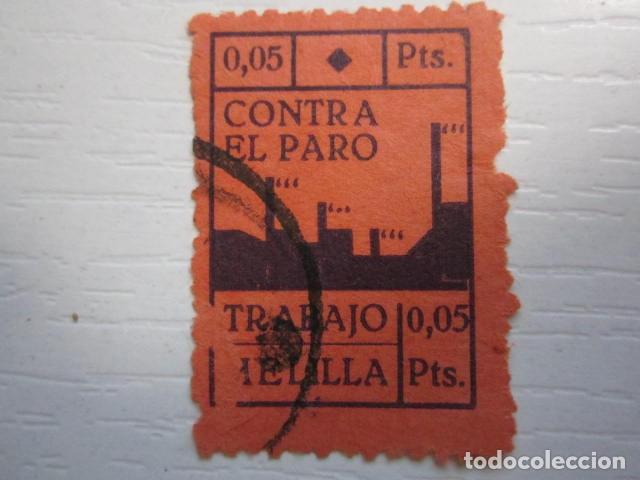 0,05 ◆ Pts.
CONTRA
EL PARO
TRABAJO 0,05
MELILLA Pts.
todocoleccion